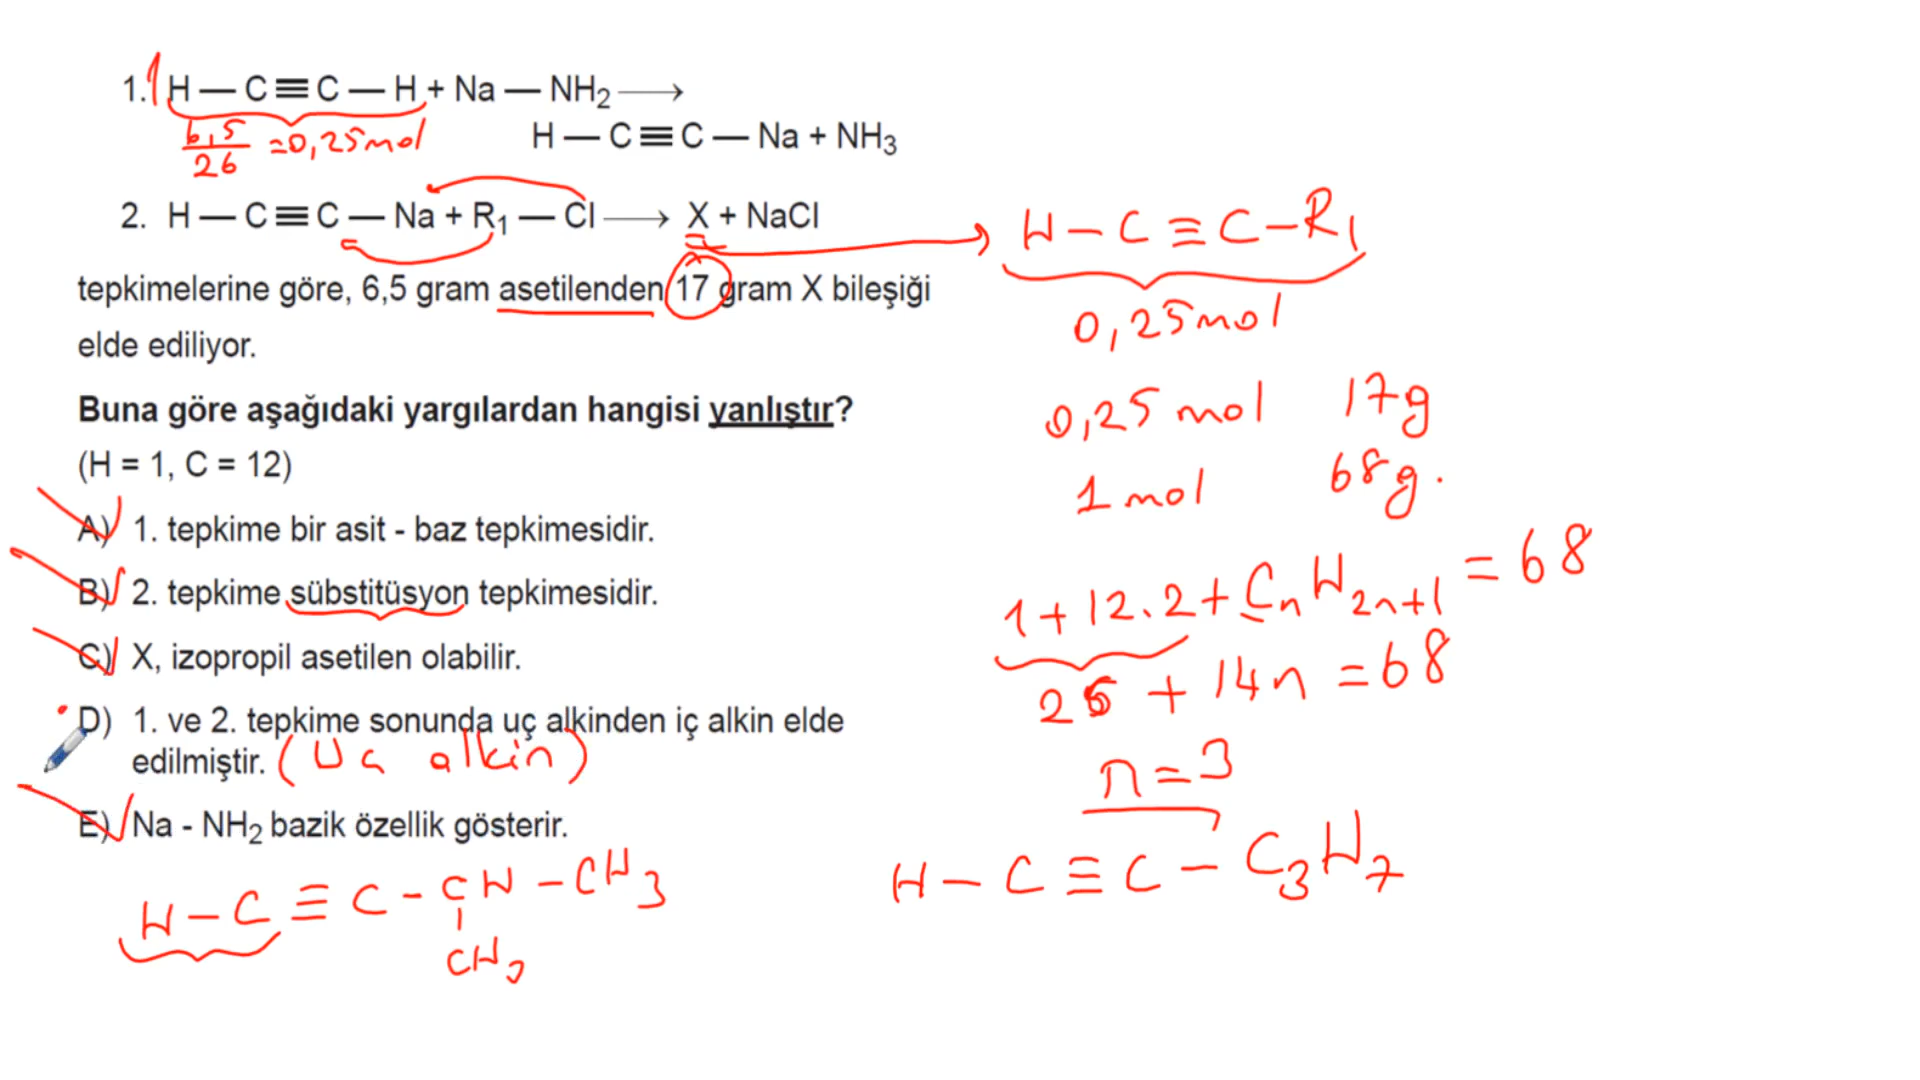 1. H — C ≡ C — H + Na — NH₂ ⟶
H — C ≡ C — Na + NH₃
6,5/26 = 0,25 mol
2. H — C ≡ C — Na + R₁ — Cl ⟶ X + NaCl
H – C ≡ C – R₁
0,25 mol
tepkimelerine göre, 6,5 gram asetilenden 17 gram X bileşiği
elde ediliyor.
Buna göre aşağıdaki yargılardan hangisi yanlıştır?
(H = 1, C = 12)
A) 1. tepkime bir asit - baz tepkimesidir.
B) 2. tepkime sübstitüsyon tepkimesidir.
C) X, izopropil asetilen olabilir.
D) 1. ve 2. tepkime sonunda uç alkinden iç alkin elde
edilmiştir. (Uç alkin)
E) Na - NH₂ bazik özellik gösterir.
H – C ≡ C – CH – CH₃
CH₃
0,25 mol 17g
1 mol 68g.
1 + 12.2 + CnH2n+1 = 68
25 + 14n = 68
n = 3
H – C ≡ C – C₃H₇